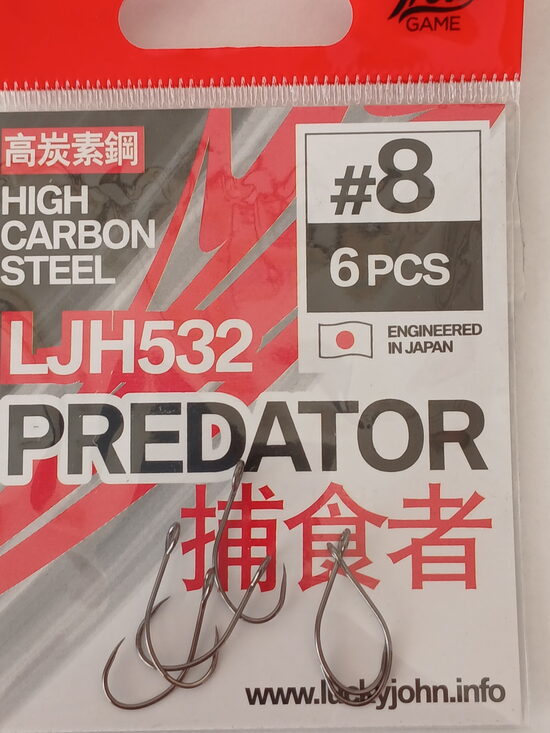 GAME
高炭素鋼
HIGH
CARBON
STEEL
#8
6 PCS
ENGINEERED
IN JAPAN
LJH532
PREDATOR
捕食者
www.luckyjohn.info